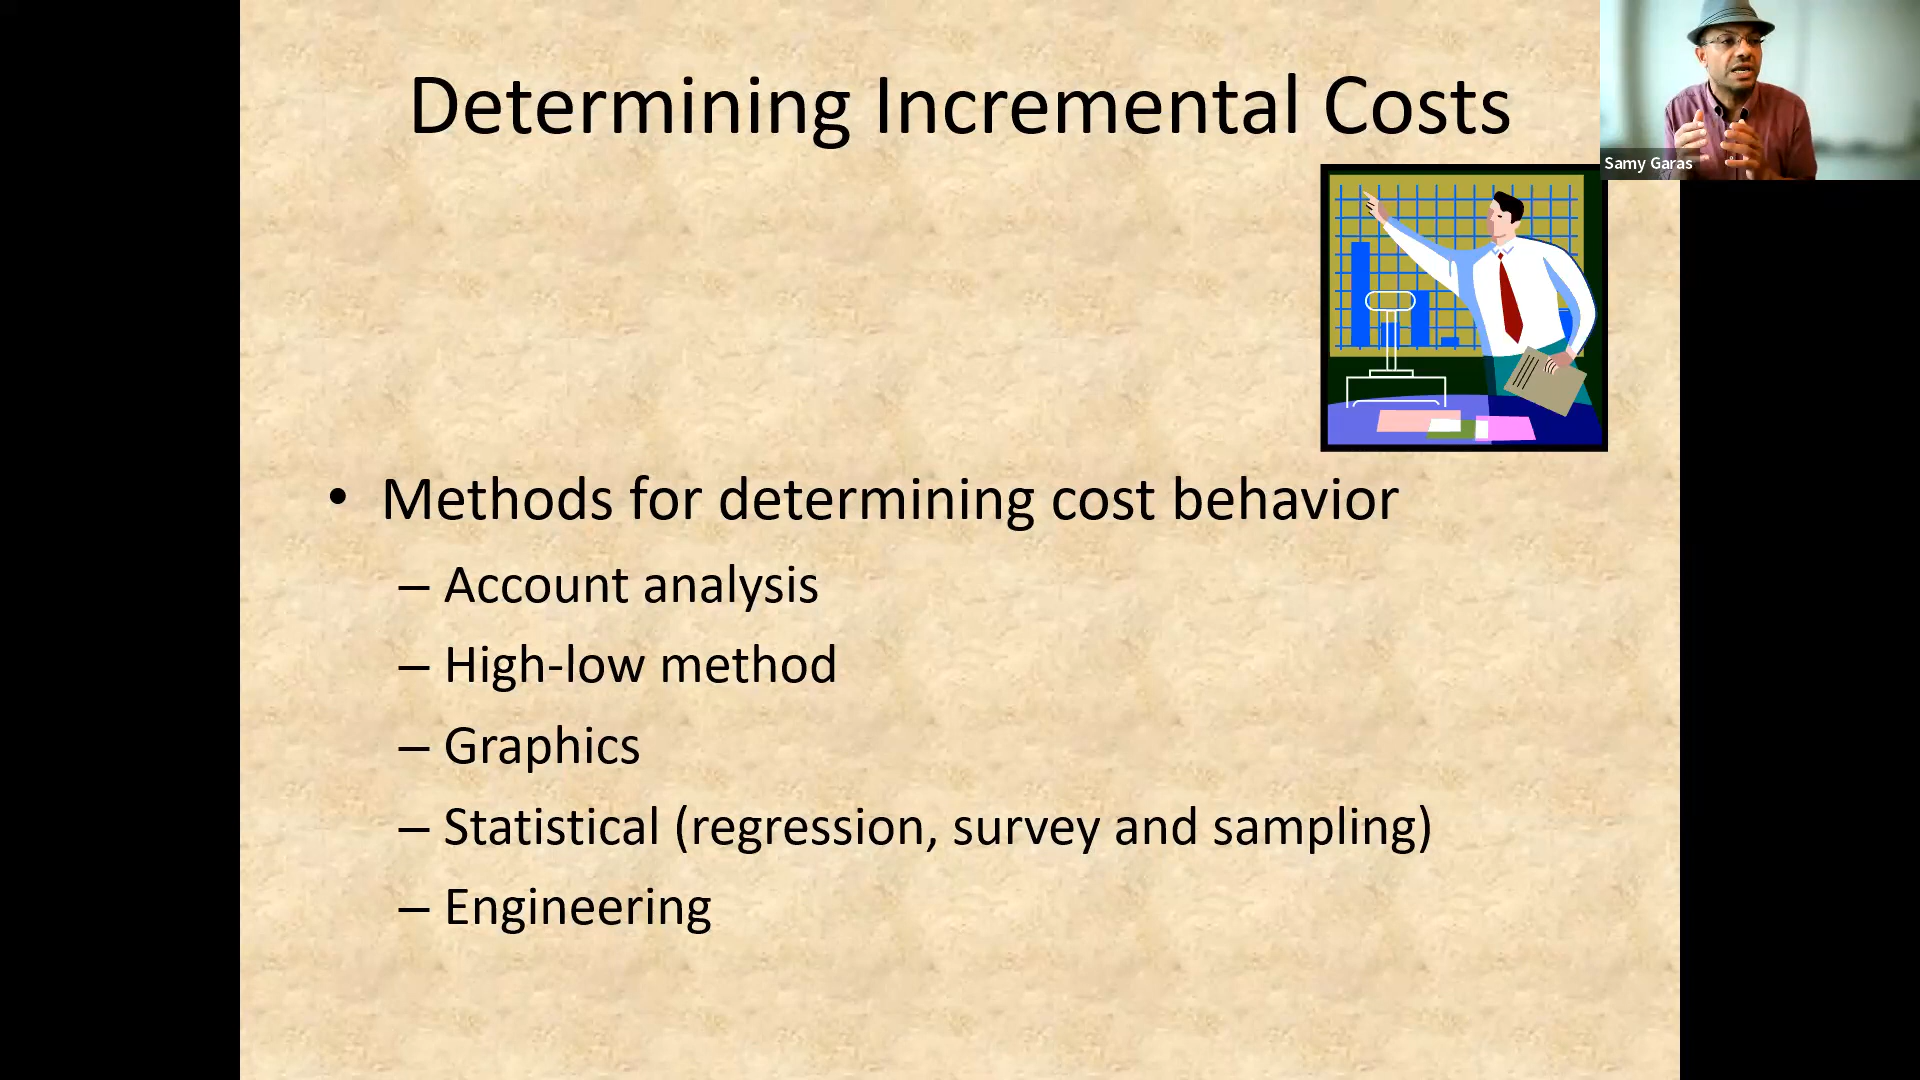 Determining Incremental Costs
Samy Garas
• Methods for determining cost behavior
– Account analysis
– High-low method
– Graphics
– Statistical (regression, survey and sampling)
– Engineering